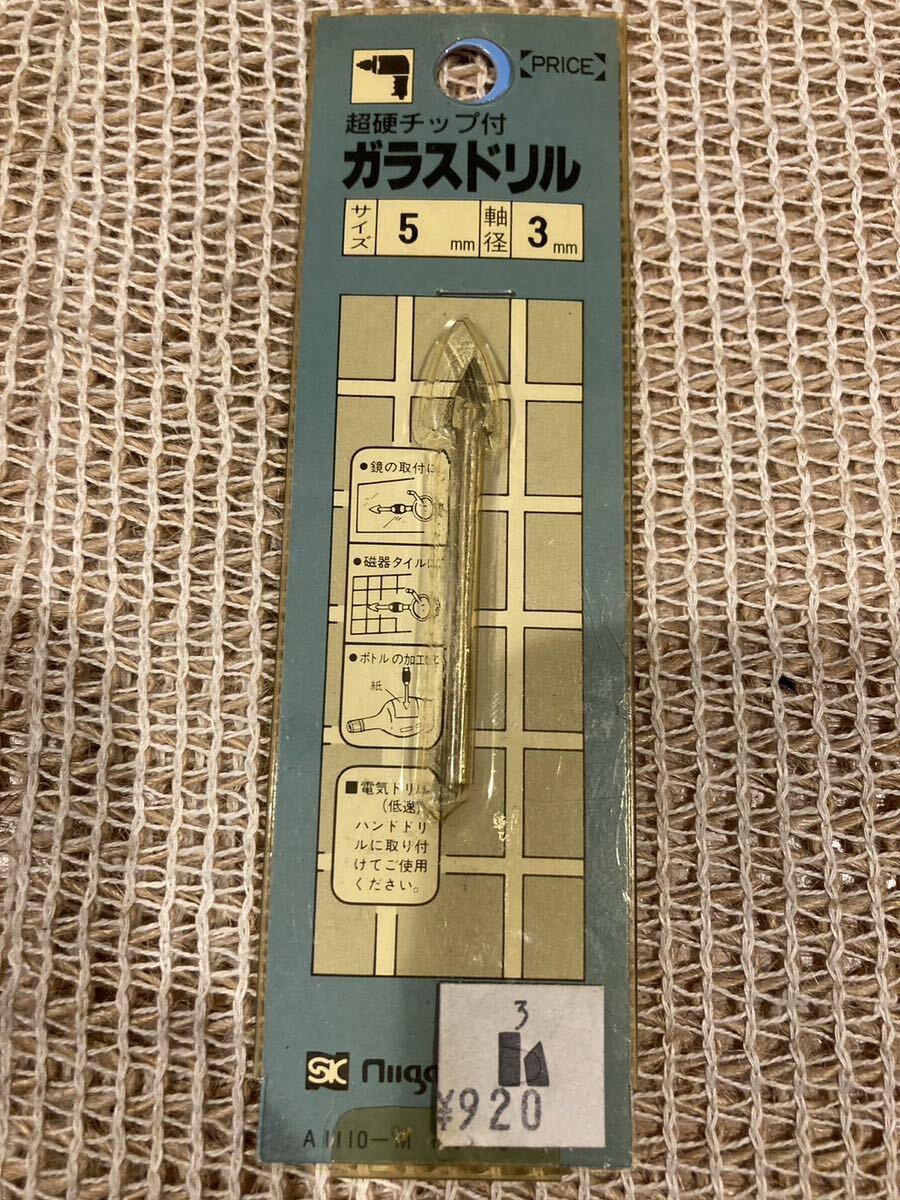 【PRICE】
超硬チップ付
ガラスドリル
サイズ 5 mm 軸径 3 mm
●鏡の取付に
●磁器タイルに
●ボトルの加工に
紙
■電気ドリル
(低速)
ハンドドリ
ルに取り付
けてご使用
ください。
3
SK
¥920
A1110-